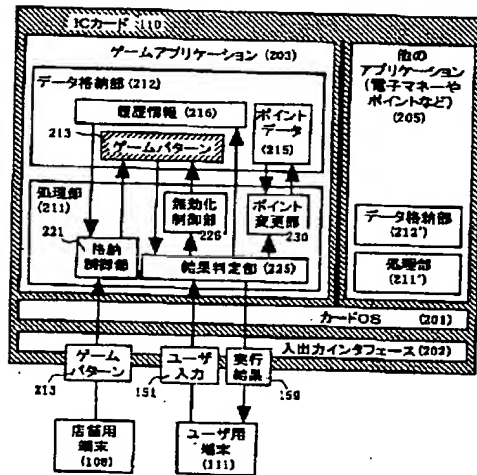 ICカード 110
ゲームアプリケーション (203)
データ格納部 (212)
履歴情報 (216)
213
ゲームパターン
ポイント
データ
(215)
処理部
(211)
221
格納
制御部
無効化
制御部
226
ポイント
変更部
230
結果判定部 (225)
他の
アプリケーション
(電子マネーや
ポイントなど)
(205)
データ格納部
(212')
処理部
(211')
カードOS (201)
入出力インタフェース (202)
ゲーム
パターン
213
ユーザ
入力
151
実行
結果
159
店舗用
端末
(108)
ユーザ用
端末
(111)